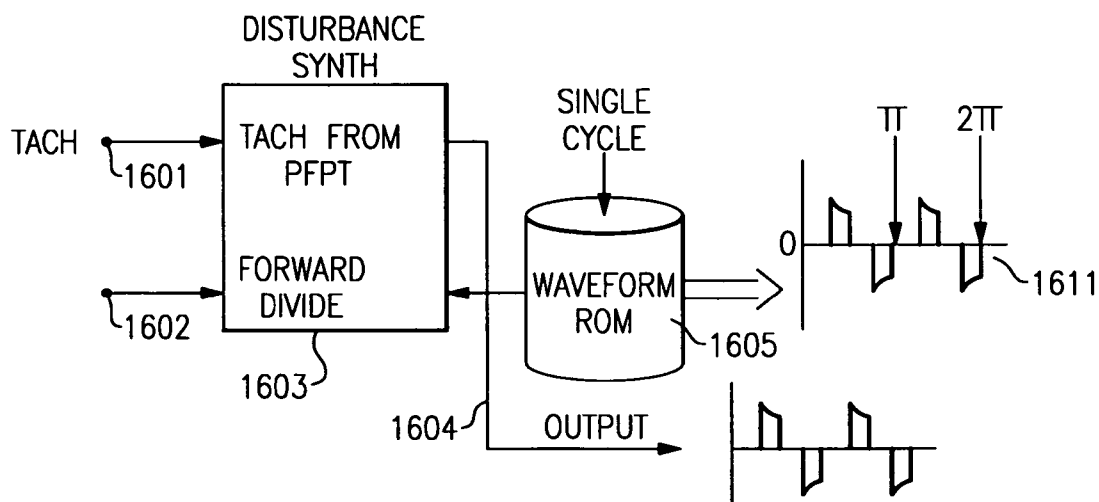 DISTURBANCE
SYNTH
TACH
1601
TACH FROM
PFPT
SINGLE
CYCLE
π
2π
0
FORWARD
DIVIDE
1602
WAVEFORM
ROM
1611
1605
1603
1604
OUTPUT